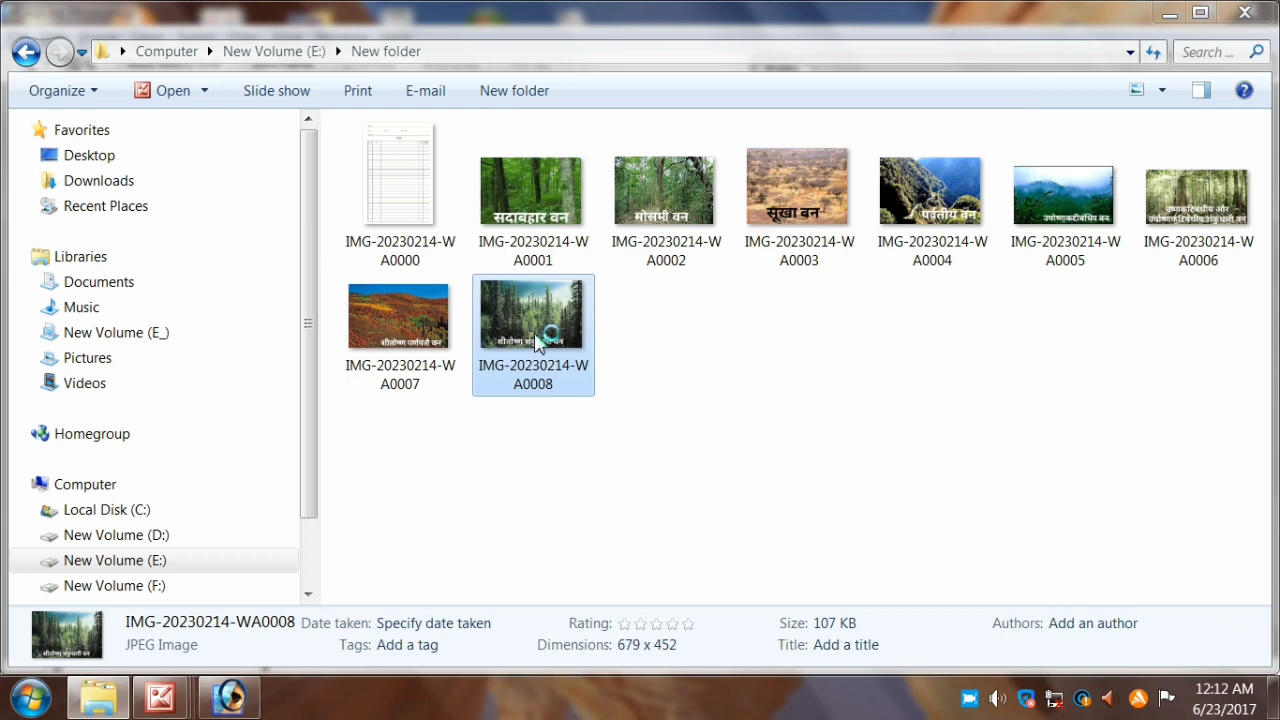 Computer New Volume (E:) New folder
Search ...
Organize Open Slide show Print E-mail New folder
Favorites
Desktop
Downloads
Recent Places
Libraries
Documents
Music
New Volume (E_)
Pictures
Videos
Homegroup
Computer
Local Disk (C:)
New Volume (D:)
New Volume (E:)
New Volume (F:)
सदाबहार वन
मौसमी वन
सूखा वन
पर्वतीय वन
IMG-20230214-W
A0000
IMG-20230214-W
A0001
IMG-20230214-W
A0002
IMG-20230214-W
A0003
IMG-20230214-W
A0004
IMG-20230214-W
A0005
IMG-20230214-W
A0006
शीतोष्ण पर्णपाती वन
IMG-20230214-W
A0007
IMG-20230214-W
A0008
शीतोष्ण शंकुधारी वन
IMG-20230214-WA0008
JPEG Image
Date taken: Specify date taken
Tags: Add a tag
Rating:
Dimensions: 679 x 452
Size: 107 KB
Title: Add a title
Authors: Add an author
12:12 AM
6/23/2017